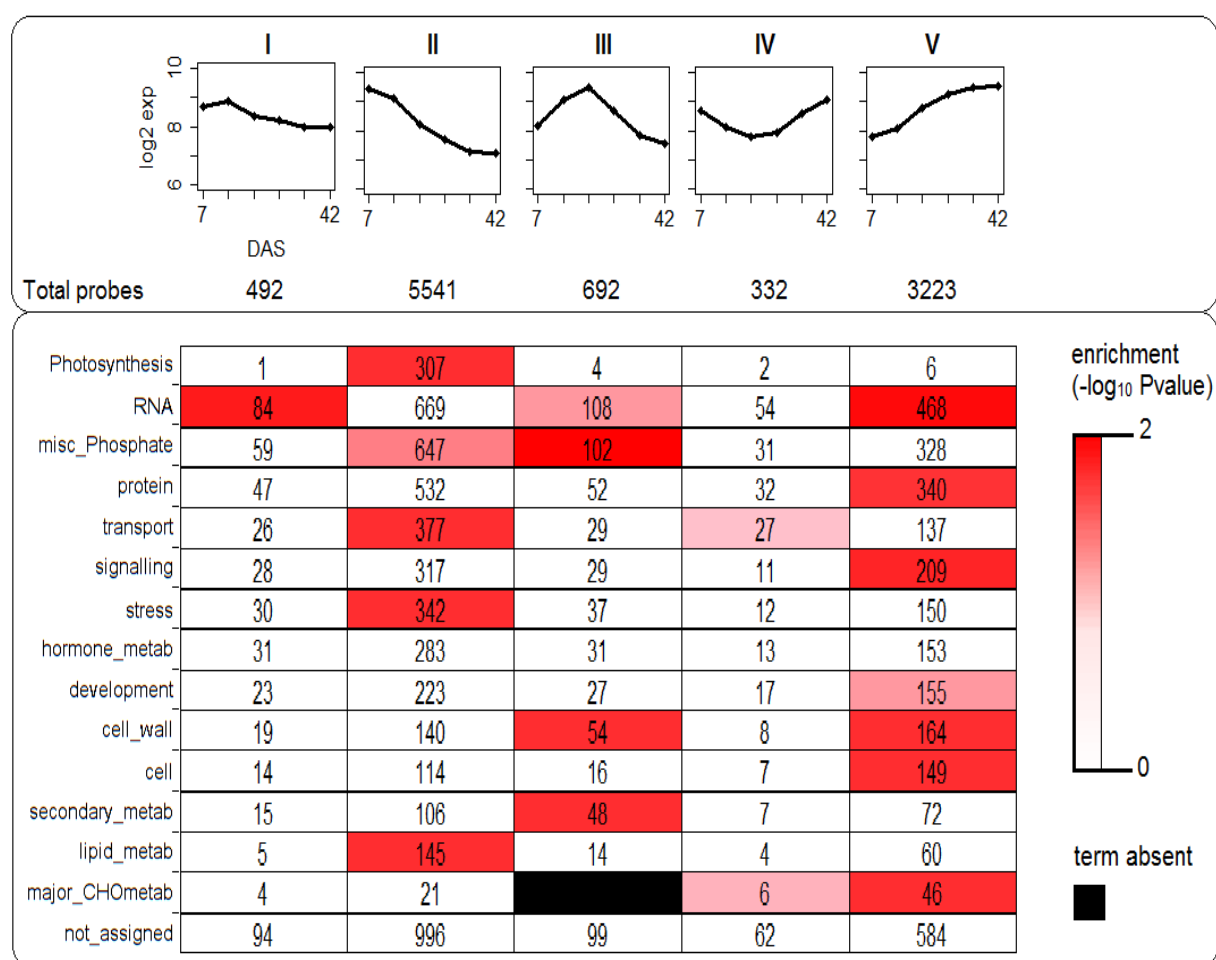 I II III IV V
10
8
6
log2 exp
7 42 7 42 7 42 7 42 7 42
DAS
Total probes 492 5541 692 332 3223
Photosynthesis 1 307 4 2 6
RNA 84 669 108 54 468
misc_Phosphate 59 647 102 31 328
protein 47 532 52 32 340
transport 26 377 29 27 137
signalling 28 317 29 11 209
stress 30 342 37 12 150
hormone_metab 31 283 31 13 153
development 23 223 27 17 155
cell_wall 19 140 54 8 164
cell 14 114 16 7 149
secondary_metab 15 106 48 7 72
lipid_metab 5 145 14 4 60
major_CHOmetab 4 21 6 46
not_assigned 94 996 99 62 584
enrichment
(-log₁₀ Pvalue)
2
0
term absent